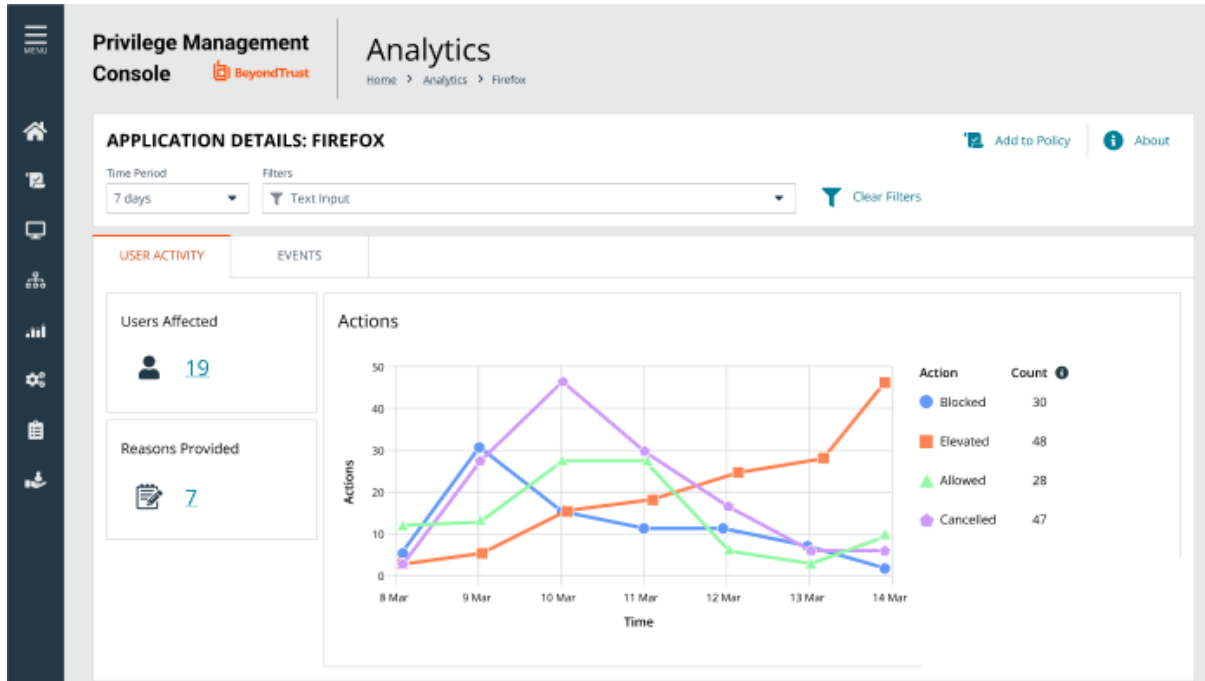 MENU
Privilege Management
Console
BeyondTrust
Analytics
Home > Analytics > Firefox
APPLICATION DETAILS: FIREFOX
Add to Policy
About
Time Period
7 days
Filters
Text Input
Clear Filters
USER ACTIVITY
EVENTS
Users Affected
19
Reasons Provided
7
Actions
50
40
30
20
10
0
Actions
8 Mar
9 Mar
10 Mar
11 Mar
12 Mar
13 Mar
14 Mar
Time
Action Count
Blocked 30
Elevated 48
Allowed 28
Cancelled 47